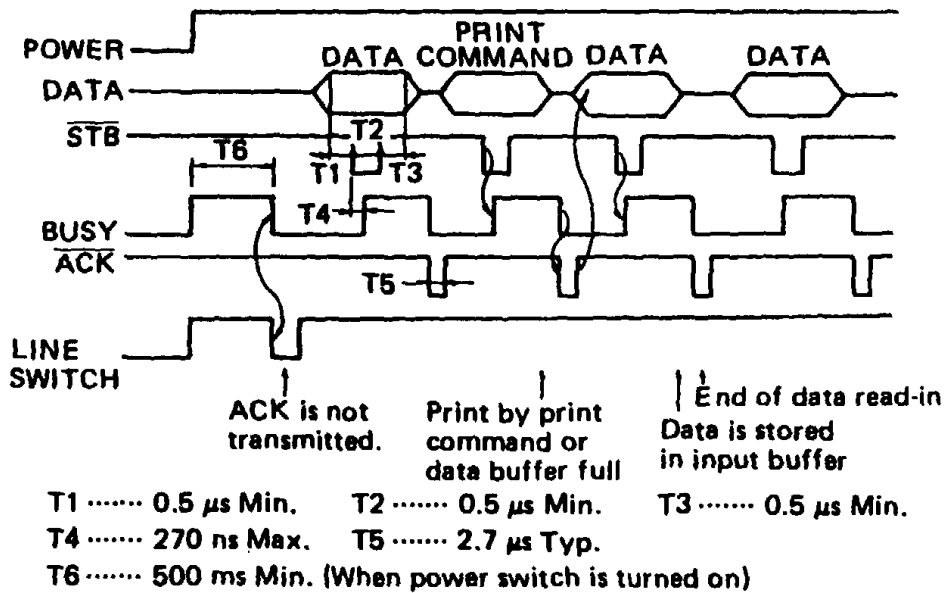 POWER
DATA
PRINT
COMMAND
DATA
DATA
DATA
STB
T2
T6
T1
T3
T4
BUSY
ACK
T5
LINE
SWITCH
ACK is not
transmitted.
Print by print
command or
data buffer full
End of data read-in
Data is stored
in input buffer
T1 ······· 0.5 μs Min.
T2 ······· 0.5 μs Min.
T3 ······· 0.5 μs Min.
T4 ······· 270 ns Max.
T5 ······· 2.7 μs Typ.
T6 ······· 500 ms Min. (When power switch is turned on)